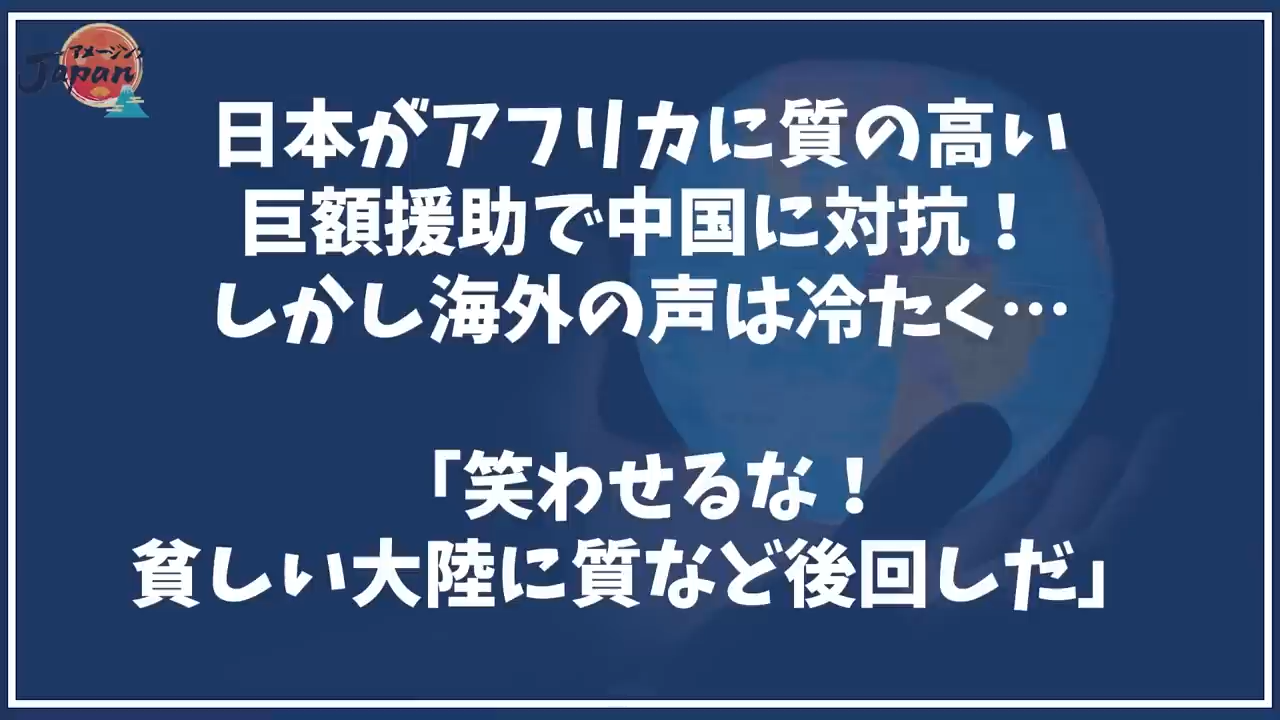 アメージング
Japan
日本がアフリカに質の高い
巨額援助で中国に対抗！
しかし海外の声は冷たく…
「笑わせるな！
貧しい大陸に質など後回しだ」